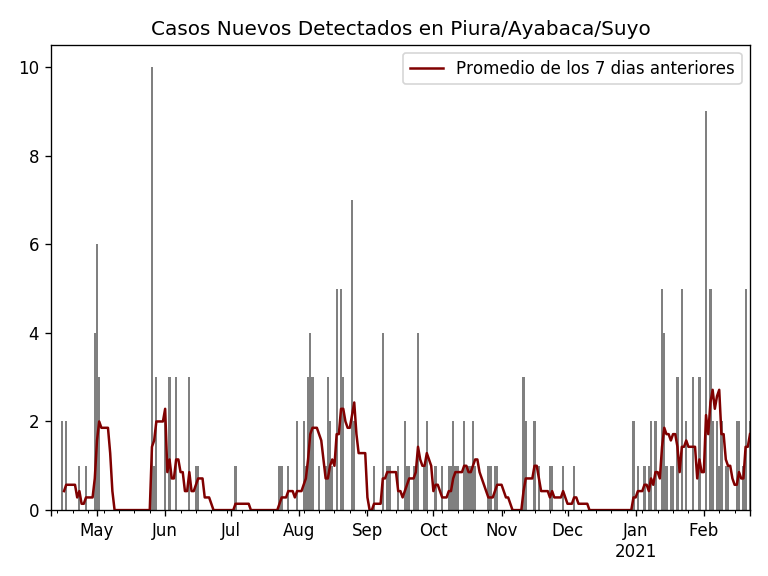 Casos Nuevos Detectados en Piura/Ayabaca/Suyo
Promedio de los 7 dias anteriores
10
8
6
4
2
0
May Jun Jul Aug Sep Oct Nov Dec Jan Feb
2021